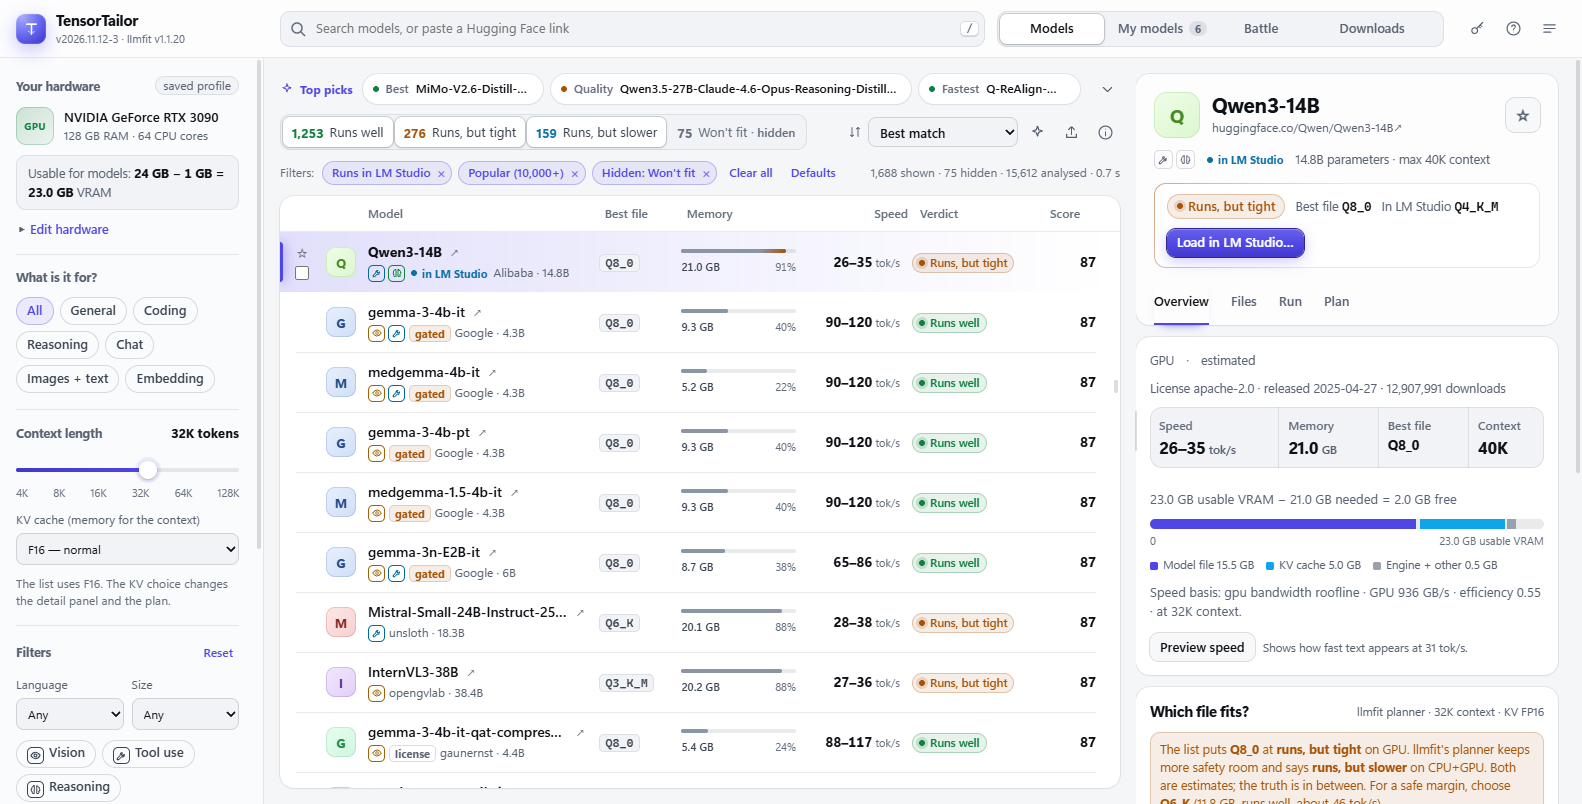 TensorTailor
v2026.11.12-3 · llmfit v1.1.20
Search models, or paste a Hugging Face link
/
Models
My models 6
Battle
Downloads
Your hardware
saved profile
GPU
NVIDIA GeForce RTX 3090
128 GB RAM · 64 CPU cores
Usable for models: 24 GB − 1 GB =
23.0 GB VRAM
▸ Edit hardware
What is it for?
All
General
Coding
Reasoning
Chat
Images + text
Embedding
Context length
32K tokens
4K 8K 16K 32K 64K 128K
KV cache (memory for the context)
F16 — normal
The list uses F16. The KV choice changes
the detail panel and the plan.
Filters
Reset
Language
Size
Any
Any
Vision
Tool use
Reasoning
Top picks
Best MiMo-V2.6-Distill-...
Quality Qwen3.5-27B-Claude-4.6-Opus-Reasoning-Distill...
Fastest Q-ReAlign-...
1,253 Runs well
276 Runs, but tight
159 Runs, but slower
75 Won't fit · hidden
Best match
Filters:
Runs in LM Studio ×
Popular (10,000+) ×
Hidden: Won't fit ×
Clear all
Defaults
1,688 shown · 75 hidden · 15,612 analysed · 0.7 s
Model Best file Memory Speed Verdict Score
Q
Qwen3-14B ↗
in LM Studio Alibaba · 14.8B
Q8_0
21.0 GB 91%
26–35 tok/s
Runs, but tight
87
G
gemma-3-4b-it ↗
gated Google · 4.3B
Q8_0
9.3 GB 40%
90–120 tok/s
Runs well
87
M
medgemma-4b-it ↗
gated Google · 4.3B
Q8_0
5.2 GB 22%
90–120 tok/s
Runs well
87
G
gemma-3-4b-pt ↗
gated Google · 4.3B
Q8_0
9.3 GB 40%
90–120 tok/s
Runs well
87
M
medgemma-1.5-4b-it ↗
gated Google · 4.3B
Q8_0
9.3 GB 40%
90–120 tok/s
Runs well
87
G
gemma-3n-E2B-it ↗
gated Google · 6B
Q8_0
8.7 GB 38%
65–86 tok/s
Runs well
87
M
Mistral-Small-24B-Instruct-25... ↗
unsloth · 18.3B
Q6_K
20.1 GB 88%
28–38 tok/s
Runs, but tight
87
I
InternVL3-38B ↗
opengvlab · 38.4B
Q3_K_M
20.2 GB 88%
27–36 tok/s
Runs, but tight
87
G
gemma-3-4b-it-qat-compres... ↗
license gaunernst · 4.4B
Q8_0
5.4 GB 24%
88–117 tok/s
Runs well
87
Q
Qwen3-14B
huggingface.co/Qwen/Qwen3-14B↗
in LM Studio 14.8B parameters · max 40K context
Runs, but tight Best file Q8_0 In LM Studio Q4_K_M
Load in LM Studio...
Overview
Files
Run
Plan
GPU · estimated
License apache-2.0 · released 2025-04-27 · 12,907,991 downloads
Speed Memory Best file Context
26–35 tok/s 21.0 GB Q8_0 40K
23.0 GB usable VRAM − 21.0 GB needed = 2.0 GB free
0 23.0 GB usable VRAM
Model file 15.5 GB KV cache 5.0 GB Engine + other 0.5 GB
Speed basis: gpu bandwidth roofline · GPU 936 GB/s · efficiency 0.55
· at 32K context.
Preview speed
Shows how fast text appears at 31 tok/s.
Which file fits?
llmfit planner · 32K context · KV FP16
The list puts Q8_0 at runs, but tight on GPU. llmfit's planner keeps
more safety room and says runs, but slower on CPU+GPU. Both
are estimates; the truth is in between. For a safe margin, choose
Q6_K (11.8 GB, runs well, about 46 tok/s).